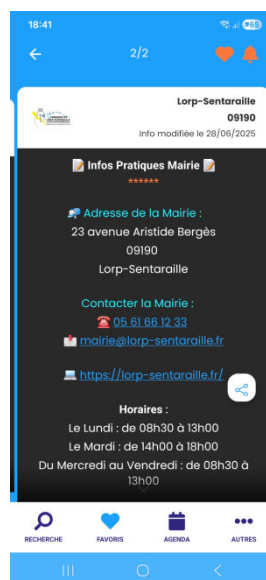 18:41
65
2/2
Lorp-Sentaraille
09190
Info modifiée le 28/06/2025
📝 Infos Pratiques Mairie 📝
******
Adresse de la Mairie :
23 avenue Aristide Bergès
09190
Lorp-Sentaraille
Contacter la Mairie :
☎️ 05 61 66 12 33
📩 mairie@lorp-sentaraille.fr
💻 https://lorp-sentaraille.fr/
Horaires :
Le Lundi : de 08h30 à 13h00
Le Mardi : de 14h00 à 18h00
Du Mercredi au Vendredi : de 08h30 à
13h00
RECHERCHE
FAVORIS
AGENDA
AUTRES